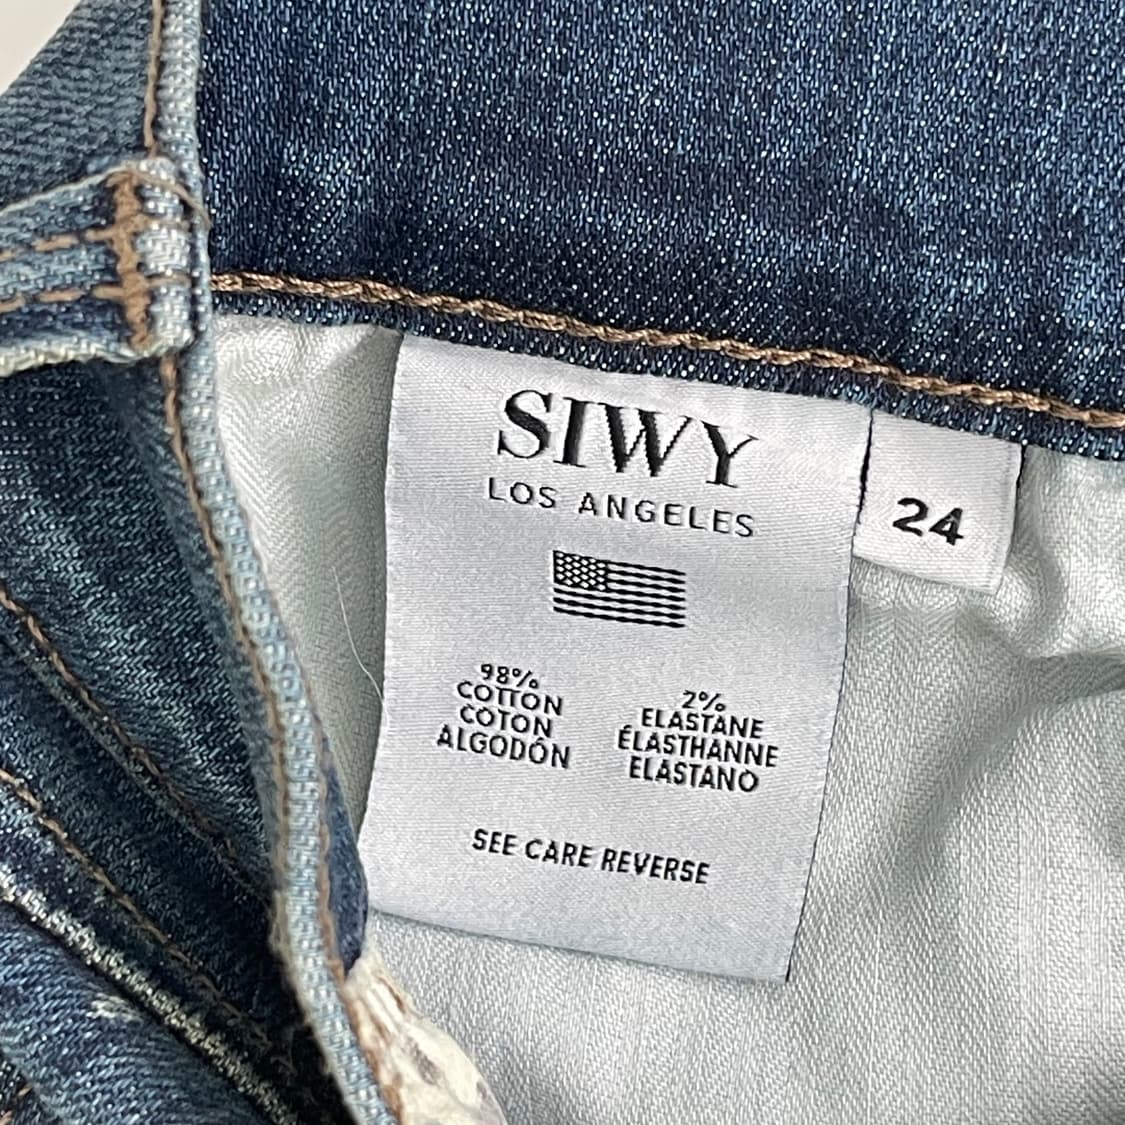 SIWY
LOS ANGELES
24
98%
COTTON
COTON
ALGODÓN
2%
ELASTANE
ÉLASTHANNE
ELASTANO
SEE CARE REVERSE